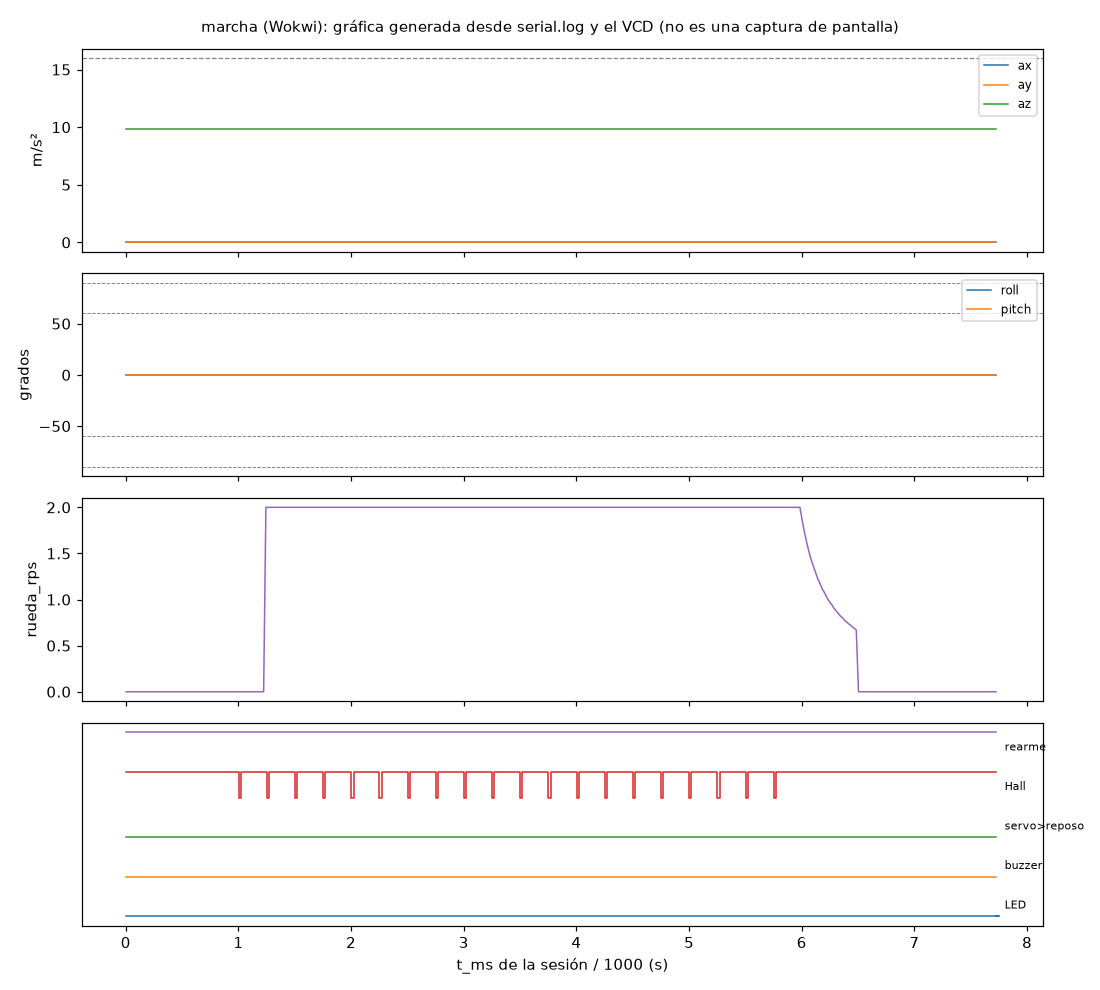 marcha (Wokwi): gráfica generada desde serial.log y el VCD (no es una captura de pantalla)
15
10
5
0
m/s²
ax
ay
az
50
0
−50
grados
roll
pitch
2.0
1.5
1.0
0.5
0.0
rueda_rps
rearme
Hall
servo>reposo
buzzer
LED
0 1 2 3 4 5 6 7 8
t_ms de la sesión / 1000 (s)